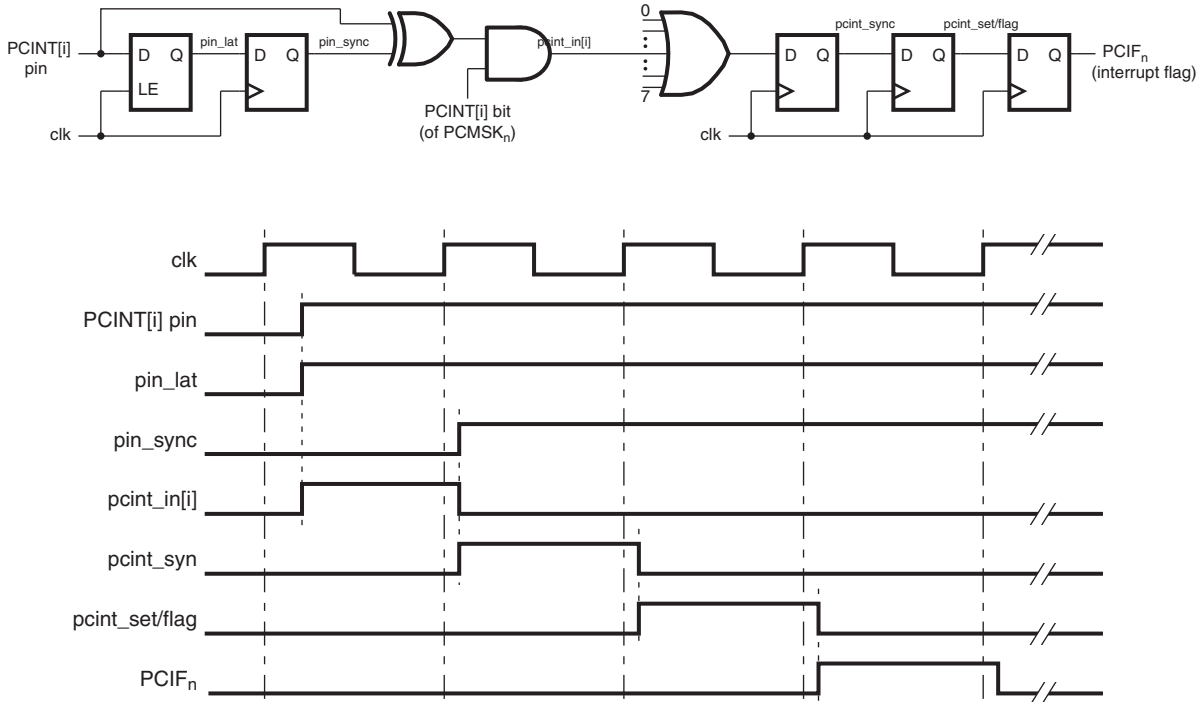 PCINT[i]
pin
D Q
LE
clk
pin_lat
D Q
pin_sync
PCINT[i] bit
(of PCMSKn)
pcint_in[i]
0
7
clk
D Q
pcint_sync
D Q
pcint_set/flag
D Q
PCIFn
(interrupt flag)
clk
PCINT[i] pin
pin_lat
pin_sync
pcint_in[i]
pcint_syn
pcint_set/flag
PCIFn